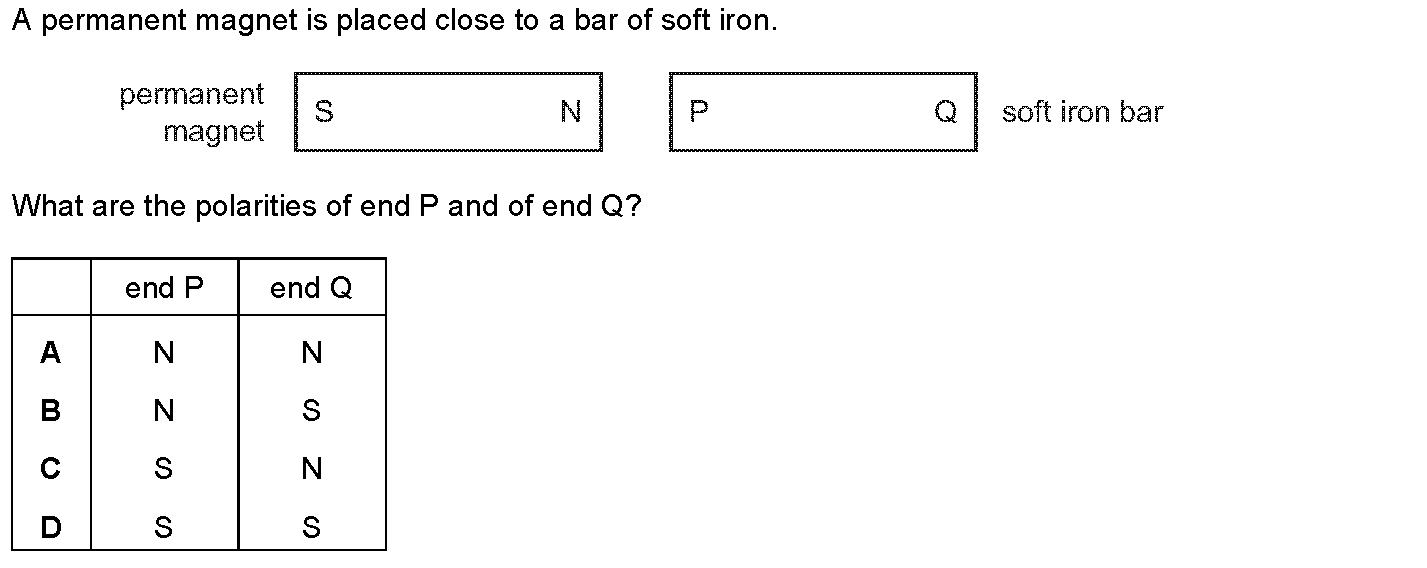 A permanent magnet is placed close to a bar of soft iron.
permanent
magnet
S N P Q soft iron bar
What are the polarities of end P and of end Q?
end P end Q
A N N
B N S
C S N
D S S